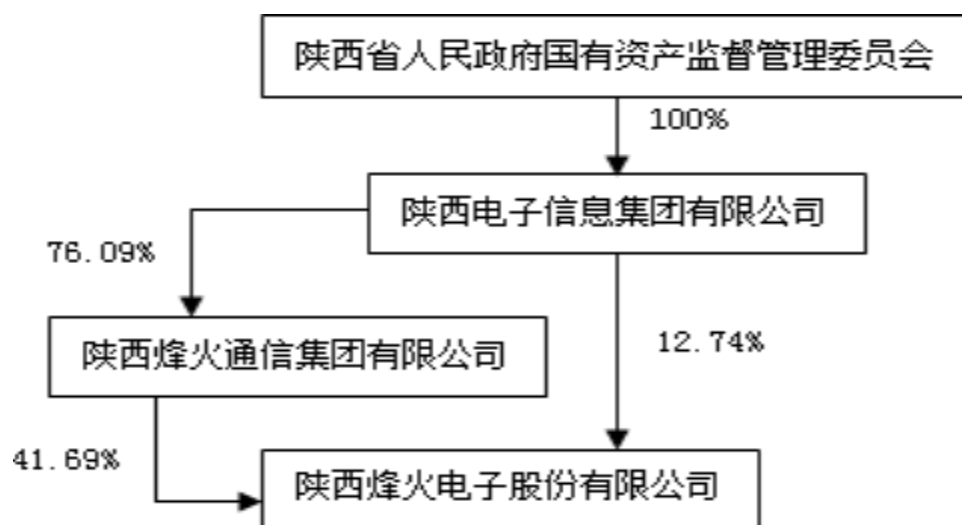 陕西省人民政府国有资产监督管理委员会
100%
陕西电子信息集团有限公司
76.09%
陕西烽火通信集团有限公司
12.74%
41.69%
陕西烽火电子股份有限公司